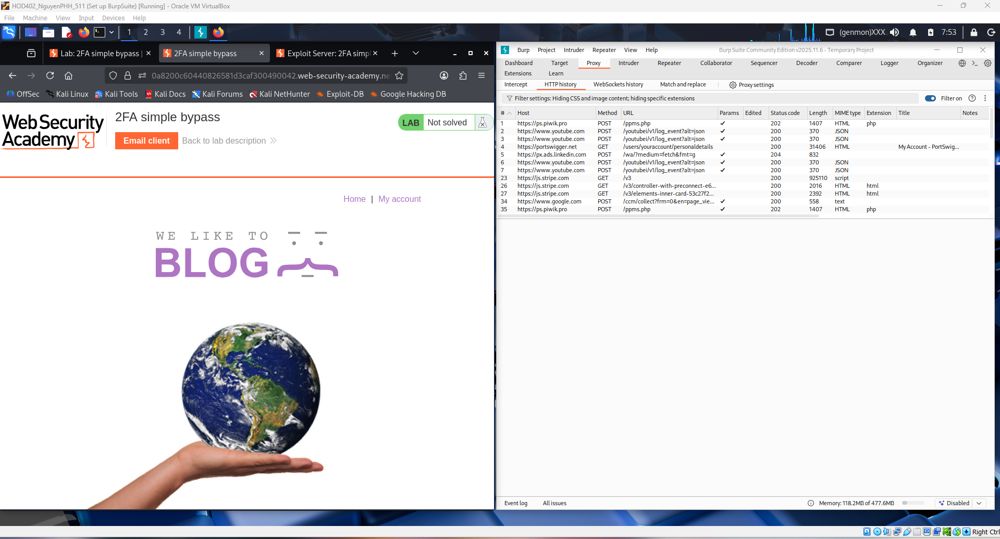 HOD402_NguyenPHH_511 (Set up BurpSuite) [Running] - Oracle VM VirtualBox
File Machine View Input Devices Help
1 2 3 4 (genmon)XXX 7:53
Lab: 2FA simple bypass | 2FA simple bypass Exploit Server: 2FA simpl
0a8200c60440826581d3caf300490042.web-security-academy.ne
OffSec Kali Linux Kali Tools Kali Docs Kali Forums Kali NetHunter Exploit-DB Google Hacking DB
Web Security
Academy
2FA simple bypass
LAB Not solved
Email client Back to lab description
Home | My account
WE LIKE TO
BLOG
Burp Project Intruder Repeater View Help Burp Suite Community Edition v2025.11.6 - Temporary Project
Dashboard Target Proxy Intruder Repeater Collaborator Sequencer Decoder Comparer Logger Organizer
Extensions Learn
Intercept HTTP history WebSockets history Match and replace Proxy settings
Filter settings: Hiding CSS and image content; hiding specific extensions Filter on
# Host Method URL Params Edited Status code Length MIME type Extension Title Notes
1 https://ps.piwik.pro POST /ppms.php ✓ 202 1407 HTML php
2 https://www.youtube.com POST /youtubei/v1/log_event?alt=json ✓ 200 370 JSON
3 https://www.youtube.com POST /youtubei/v1/log_event?alt=json ✓ 200 370 JSON
4 https://portswigger.net GET /users/youraccount/personaldetails 200 31406 HTML My Account - PortSwig...
5 https://px.ads.linkedin.com POST /wa/?medium=fetch&fmt=g ✓ 204 832
6 https://www.youtube.com POST /youtubei/v1/log_event?alt=json ✓ 200 370 JSON
7 https://www.youtube.com POST /youtubei/v1/log_event?alt=json ✓ 200 370 JSON
23 https://js.stripe.com GET /v3 200 925110 script
26 https://js.stripe.com GET /v3/controller-with-preconnect-e6... 200 2016 HTML html
27 https://js.stripe.com GET /v3/elements-inner-card-53c27f2... 200 2392 HTML html
34 https://www.google.com POST /ccm/collect?frm=0&en=page_vie... ✓ 200 558 text
35 https://ps.piwik.pro POST /ppms.php ✓ 202 1407 HTML php
Event log All issues Memory: 118.2MB of 477.6MB Disabled
Right Ctrl